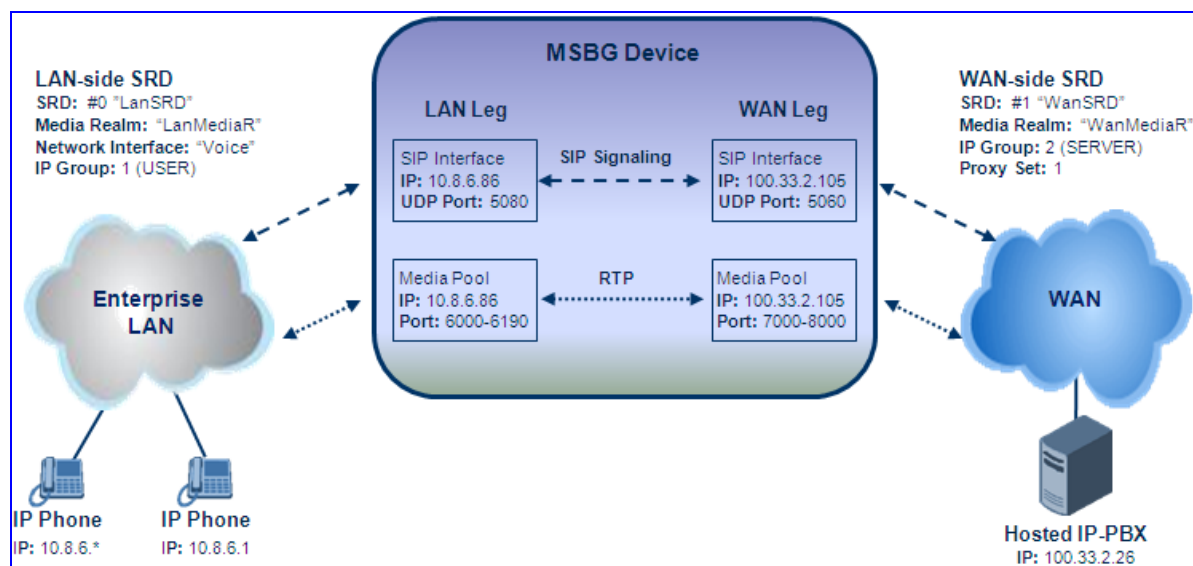 MSBG Device
LAN-side SRD
SRD: #0 "LanSRD"
Media Realm: "LanMediaR"
Network Interface: "Voice"
IP Group: 1 (USER)
WAN-side SRD
SRD: #1 "WanSRD"
Media Realm: "WanMediaR"
IP Group: 2 (SERVER)
Proxy Set: 1
LAN Leg
WAN Leg
SIP Interface
IP: 10.8.6.86
UDP Port: 5080
SIP Signaling
SIP Interface
IP: 100.33.2.105
UDP Port: 5060
Media Pool
IP: 10.8.6.86
Port: 6000-6190
RTP
Media Pool
IP: 100.33.2.105
Port: 7000-8000
Enterprise
LAN
WAN
IP Phone
IP: 10.8.6.*
IP Phone
IP: 10.8.6.1
Hosted IP-PBX
IP: 100.33.2.26